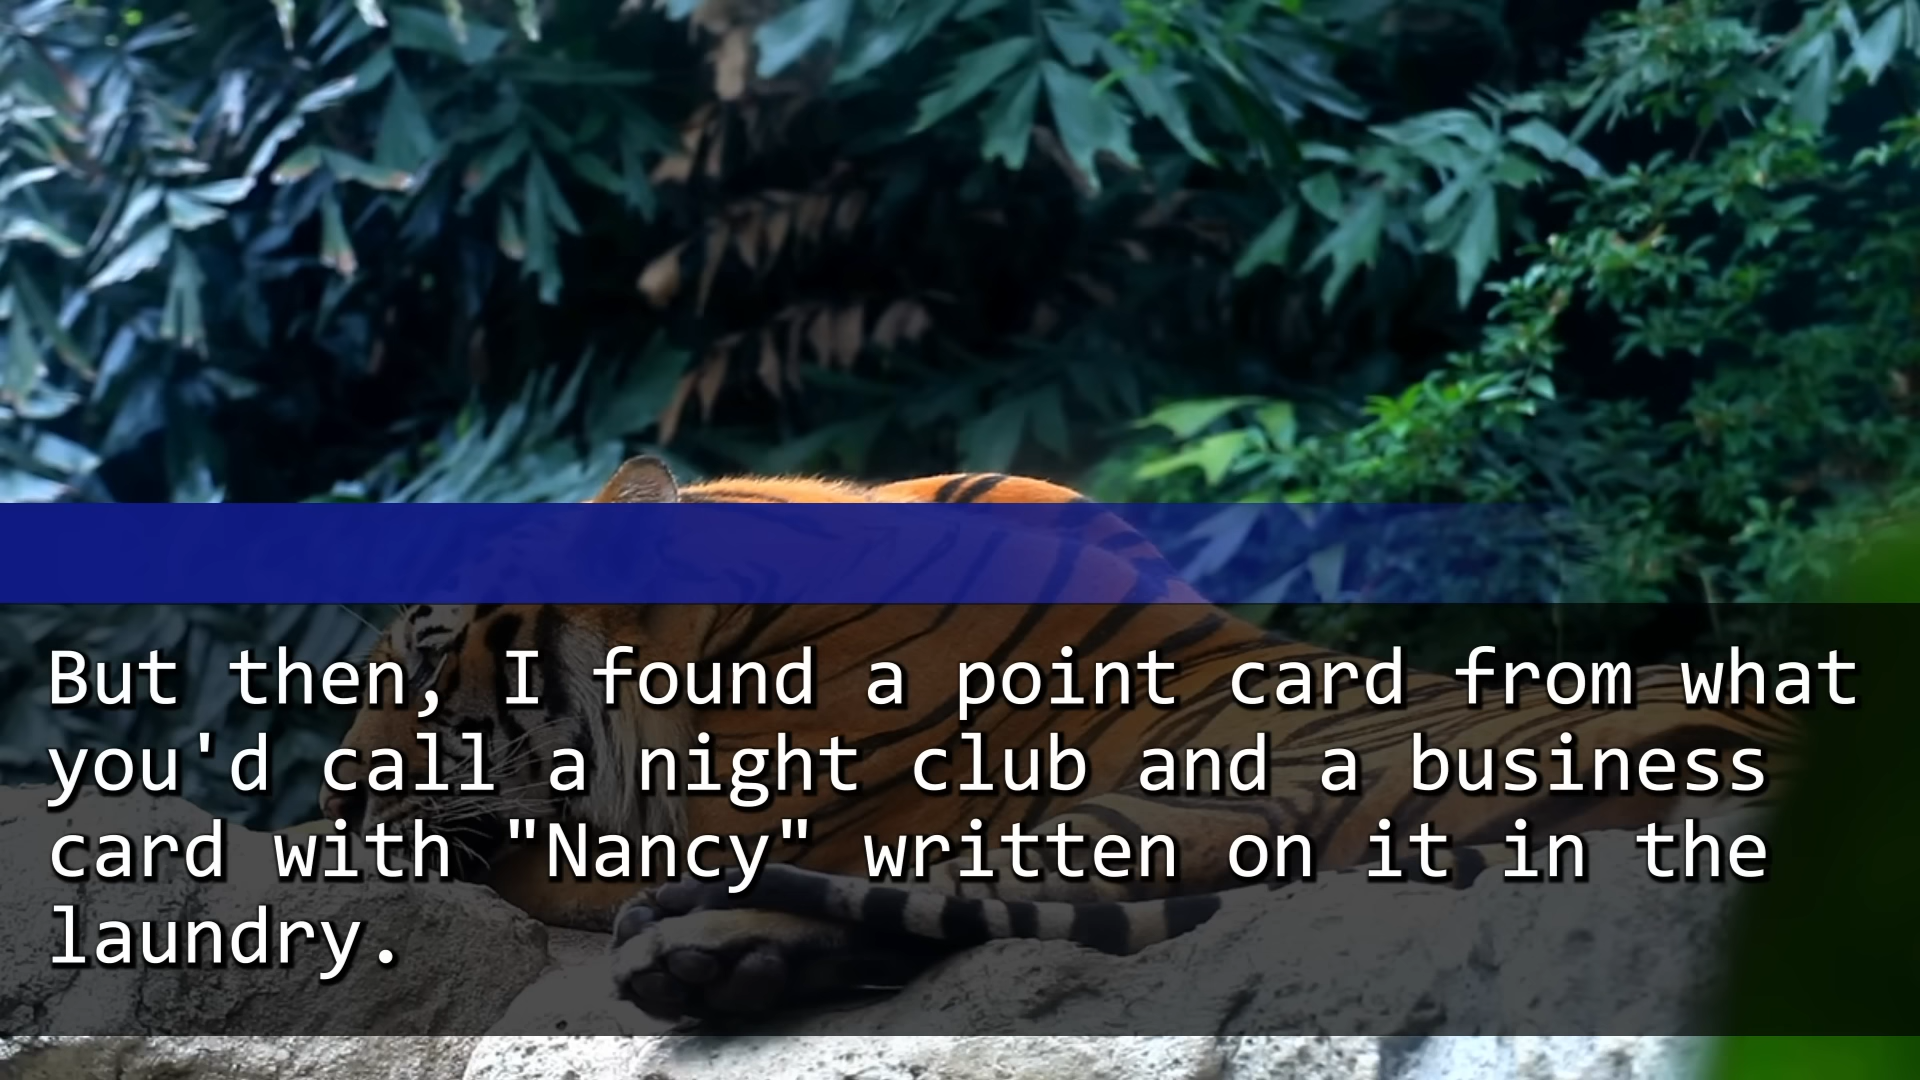 But then, I found a point card from what
you'd call a night club and a business
card with "Nancy" written on it in the
laundry.